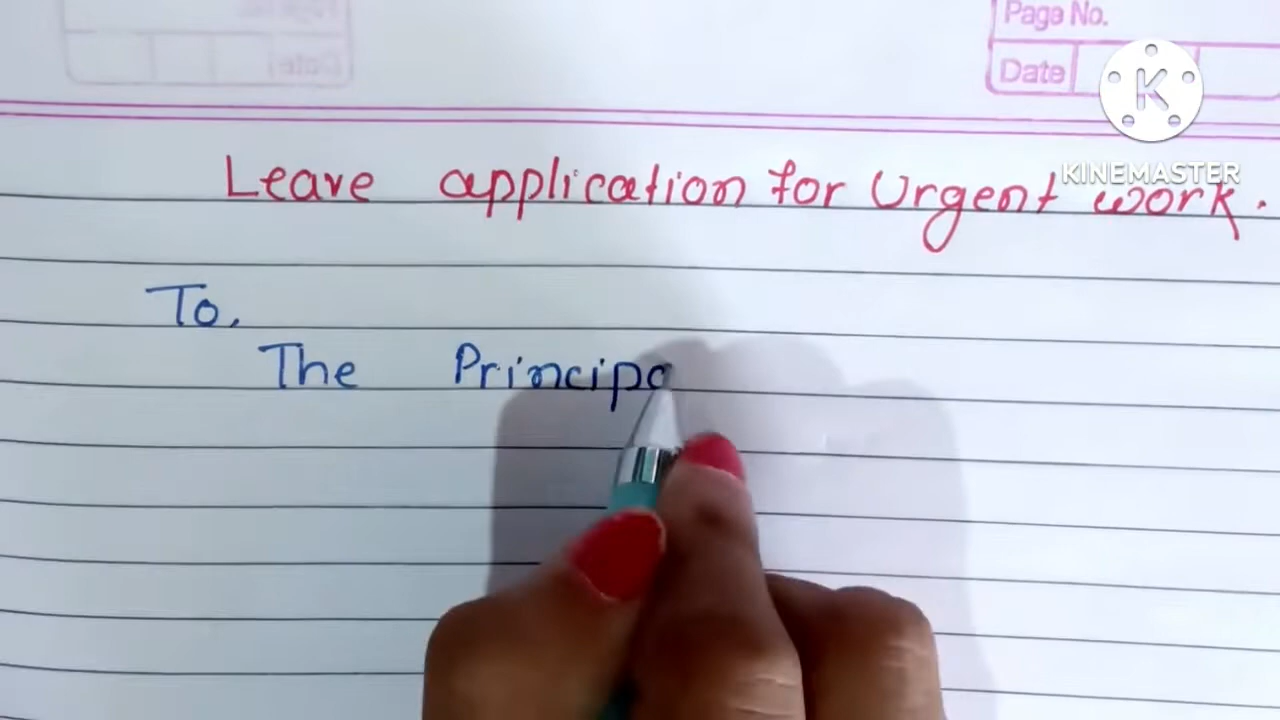 Page No.
Date
K
KINEMASTER
Leave application for Urgent work.
To,
The Principa